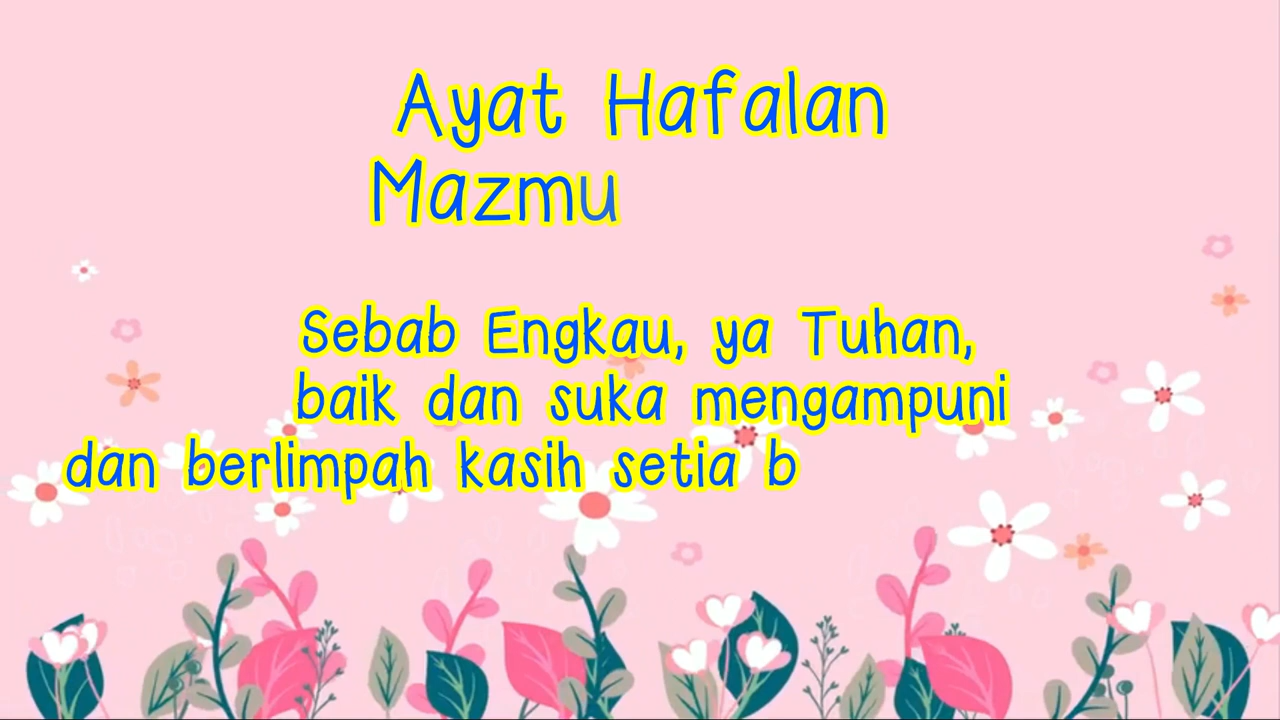 Ayat Hafalan
Mazmu
Sebab Engkau, ya Tuhan,
baik dan suka mengampuni
dan berlimpah kasih setia b